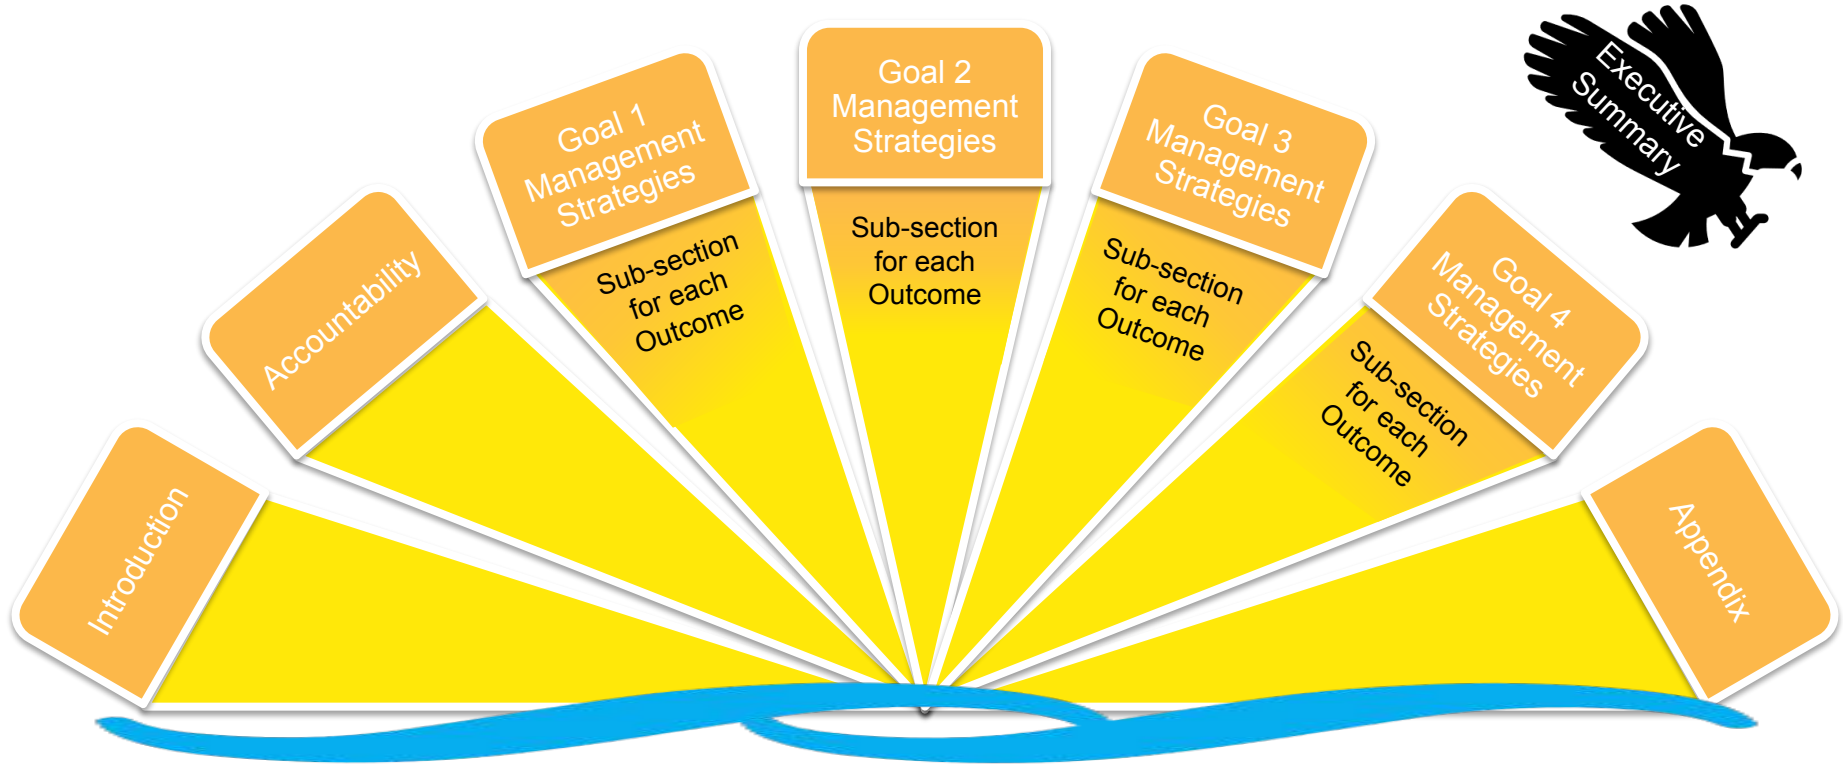 Introduction
Accountability
Goal 1
Management
Strategies
Sub-section
for each
Outcome
Goal 2
Management
Strategies
Sub-section
for each
Outcome
Goal 3
Management
Strategies
Sub-section
for each
Outcome
Goal 4
Management
Strategies
Sub-section
for each
Outcome
Appendix
Executive
Summary